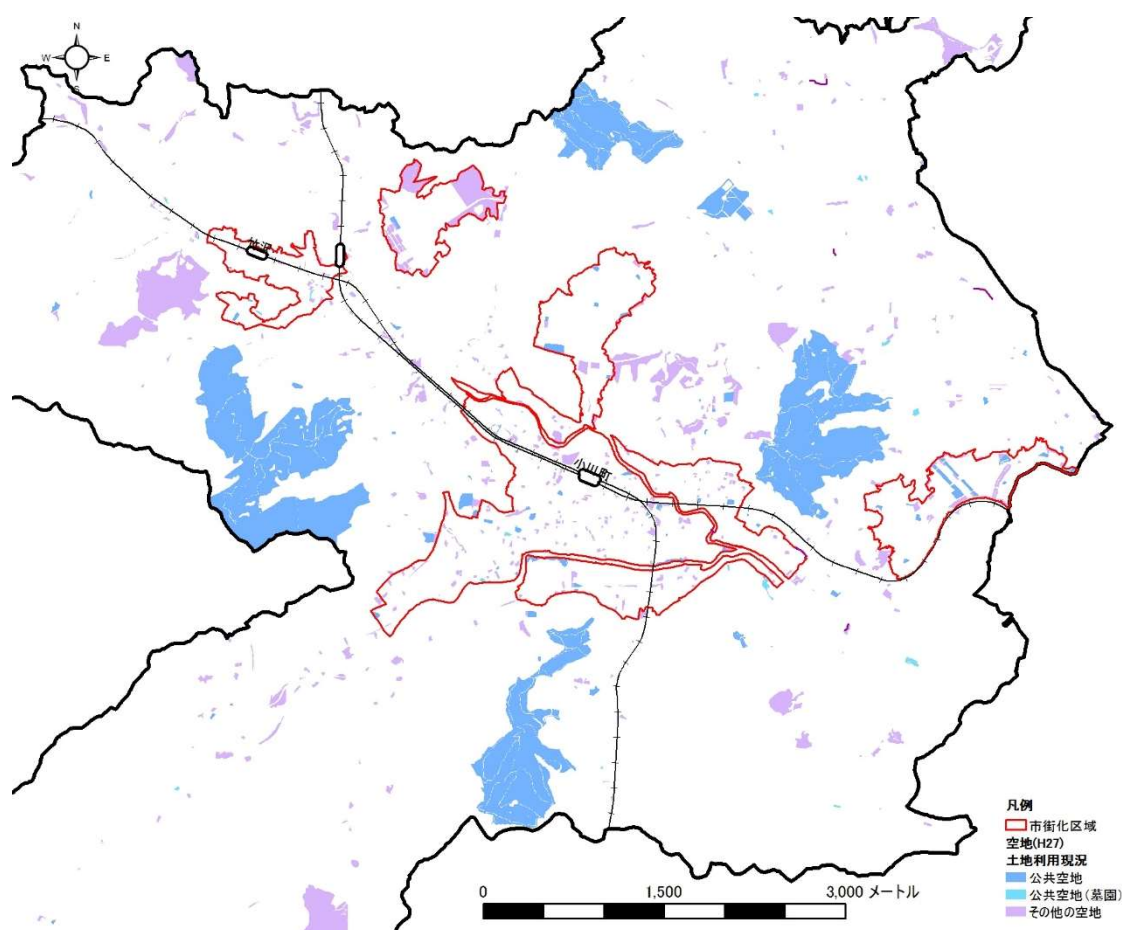 N
W E
S
竹沢
小川町
凡例
市街化区域
空地(H27)
土地利用現況
公共空地
公共空地(墓園)
その他の空地
0 1,500 3,000 メートル